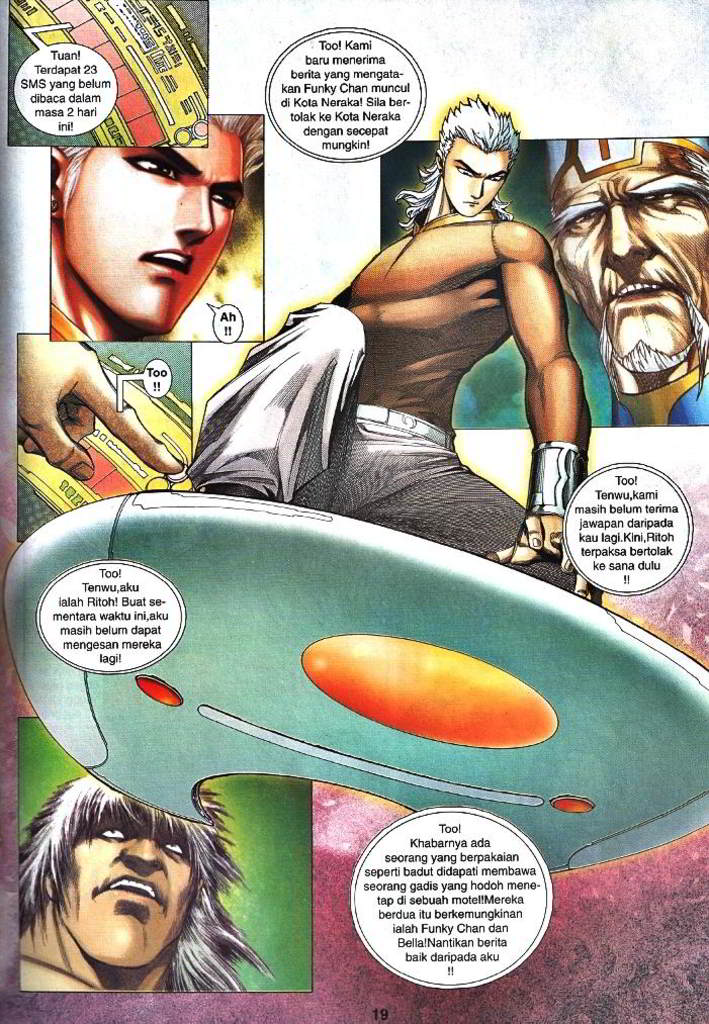 Tuan!
Terdapat 23
SMS yang belum
dibaca dalam
masa 2 hari
ini!
Too! Kami
baru menerima
berita yang mengata-
kan Funky Chan muncul
di Kota Neraka! Sila ber-
tolak ke Kota Neraka
dengan secepat
mungkin!
Ah
!!
Too
!!
Too!
Tenwu,kami
masih belum terima
jawapan daripada
kau lagi.Kini,Ritoh
terpaksa bertolak
ke sana dulu
!!
Too!
Tenwu,aku
ialah Ritoh! Buat se-
mentara waktu ini,aku
masih belum dapat
mengesan mereka
lagi!
Too!
Khabarnya ada
seorang yang berpakaian
seperti badut didapati membawa
seorang gadis yang hodoh mene-
tap di sebuah motel!Mereka
berdua itu berkemungkinan
ialah Funky Chan dan
Bella!Nantikan berita
baik daripada aku
!!
19